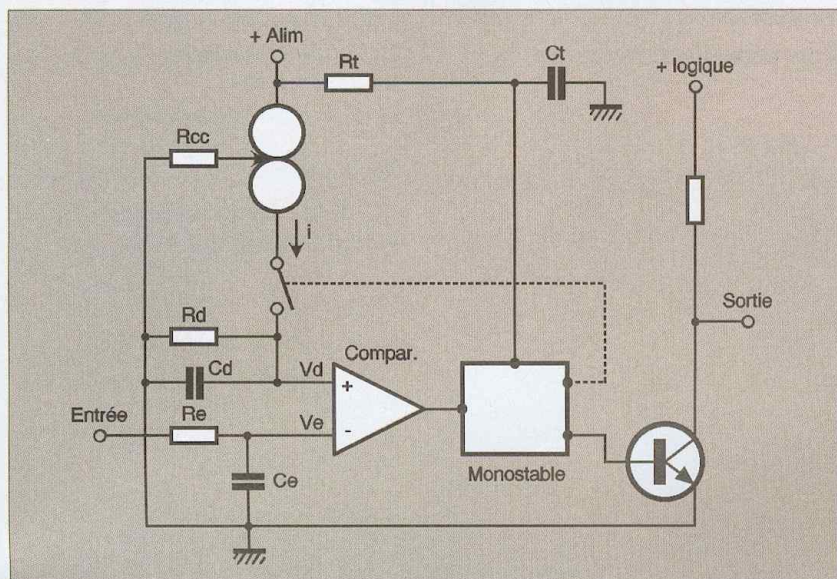 + Alim
Rt
Ct
+ logique
Rcc
i
Rd
Sortie
Cd
Vd
Compar.
+
Entrée
Re
Ve
-
Monostable
Ce